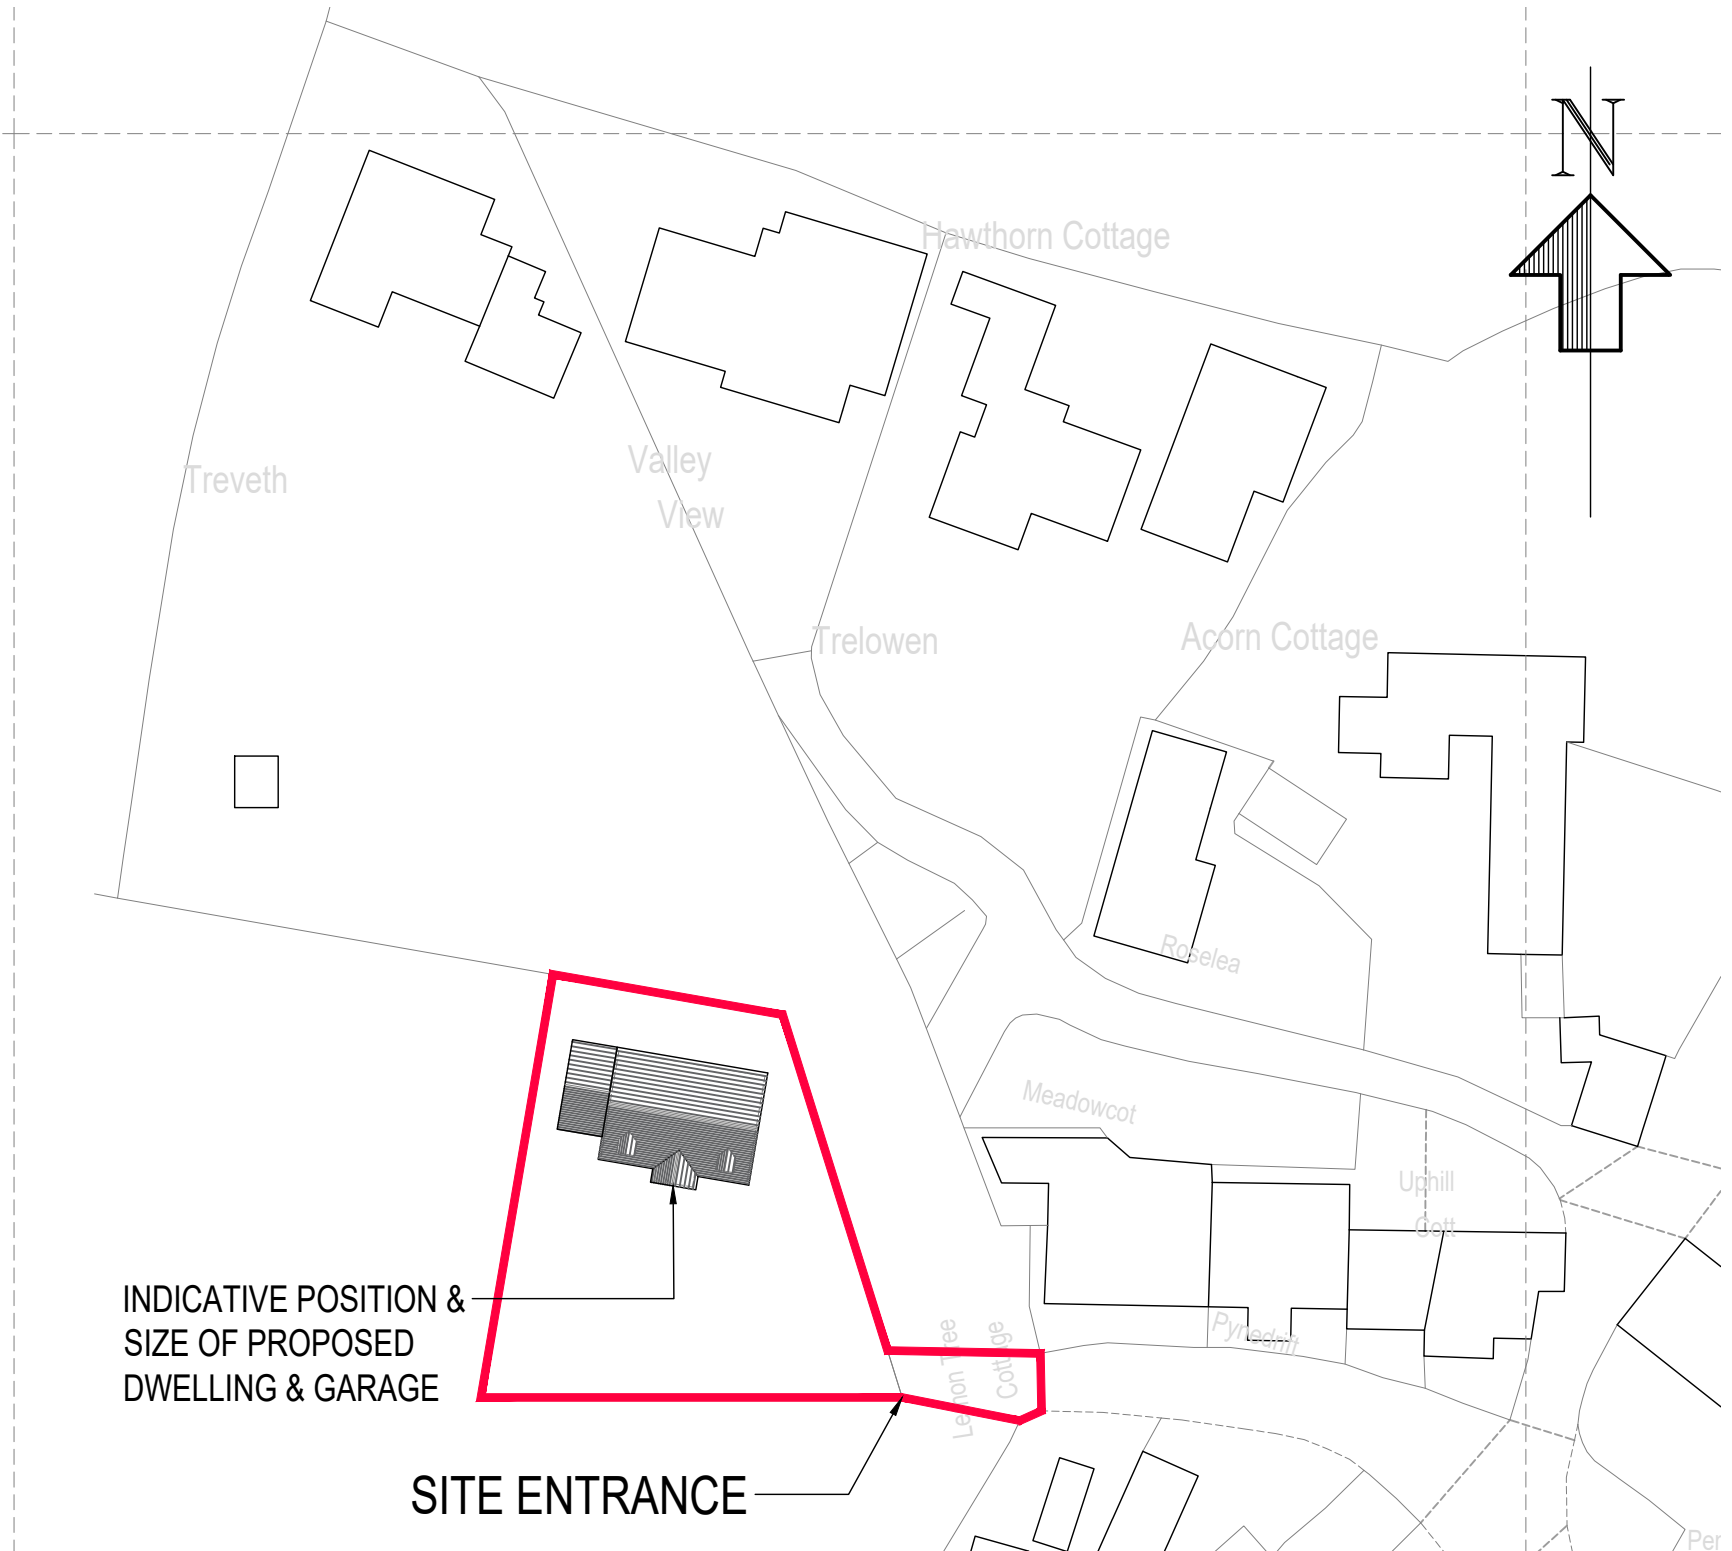 N
Hawthorn Cottage
Treveth
Valley
View
Trelowen
Acorn Cottage
Roselea
Meadowcot
Uphill
Cott
Pynedrift
Lemon Tree
Cottage
INDICATIVE POSITION &
SIZE OF PROPOSED
DWELLING & GARAGE
SITE ENTRANCE